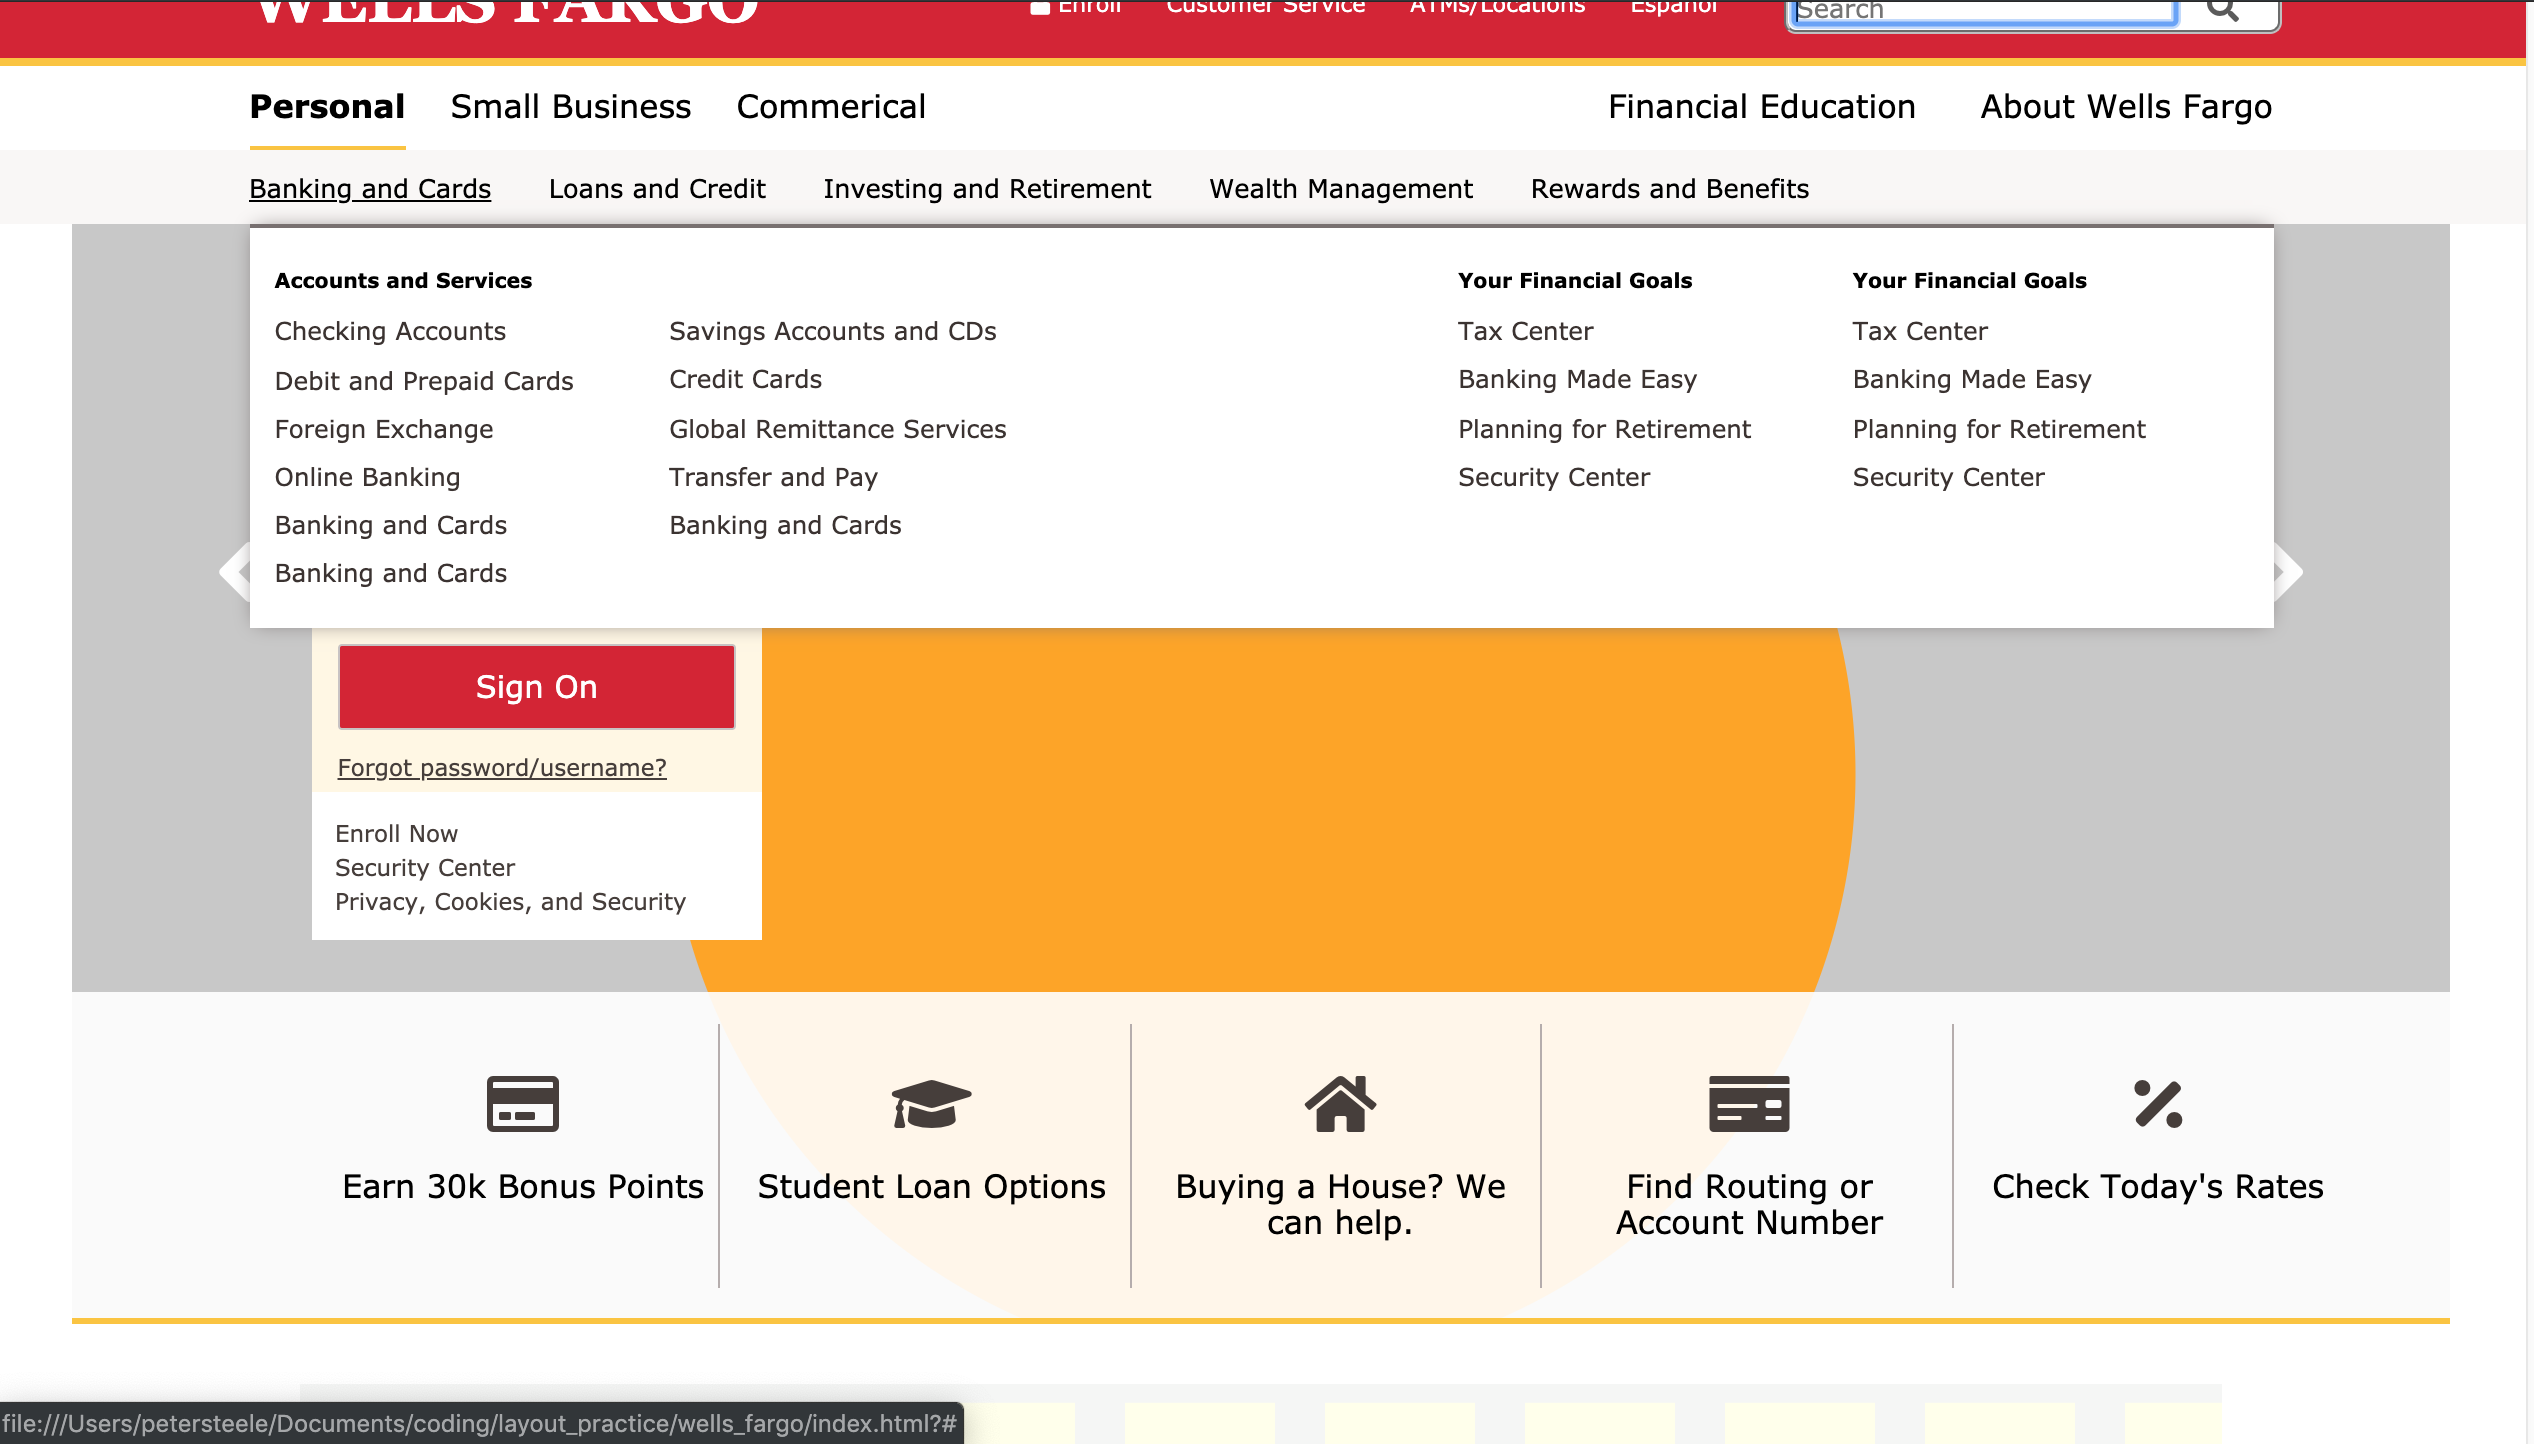 WELLS FARGO
Enroll Customer Service ATMs/Locations Español Search
Personal Small Business Commerical Financial Education About Wells Fargo
Banking and Cards Loans and Credit Investing and Retirement Wealth Management Rewards and Benefits
Accounts and Services Your Financial Goals Your Financial Goals
Checking Accounts Savings Accounts and CDs Tax Center Tax Center
Debit and Prepaid Cards Credit Cards Banking Made Easy Banking Made Easy
Foreign Exchange Global Remittance Services Planning for Retirement Planning for Retirement
Online Banking Transfer and Pay Security Center Security Center
Banking and Cards Banking and Cards
Banking and Cards
Sign On
Forgot password/username?
Enroll Now
Security Center
Privacy, Cookies, and Security
Earn 30k Bonus Points Student Loan Options Buying a House? We Find Routing or Check Today's Rates
can help. Account Number
file:///Users/petersteele/Documents/coding/layout_practice/wells_fargo/index.html?#